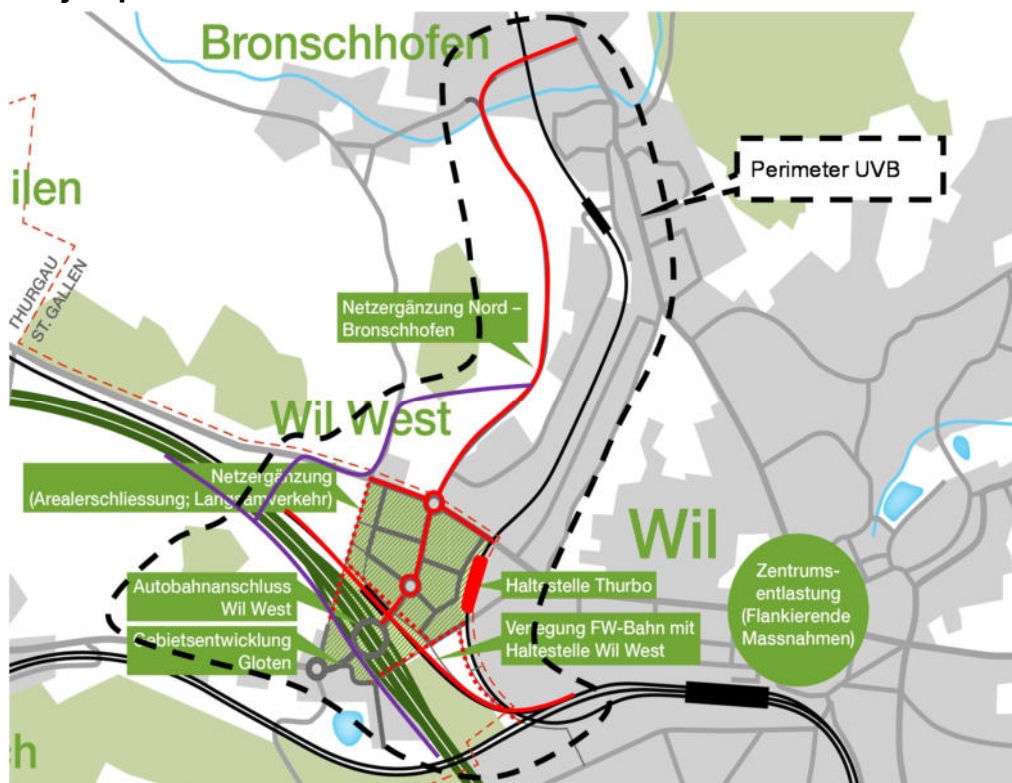 Bronschhofen
Perimeter UVB
ilen
THURGAU
ST. GALLEN
Netzergänzung Nord –
Bronschhofen
Wil West
Netzergänzung
(Arealerschliessung; Langsamverkehr)
Wil
Autobahnanschluss
Wil West
Haltestelle Thurbo
Zentrums-
entlastung
(Flankierende
Massnahmen)
Gebietsentwicklung
Gloten
Verlegung FW-Bahn mit
Haltestelle Wil West
ch